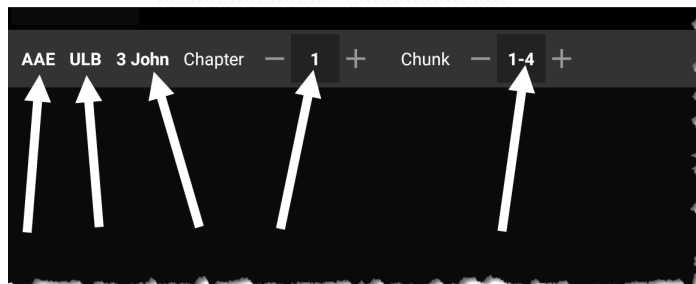 AAE ULB 3 John Chapter — 1 + Chunk — 1-4 +